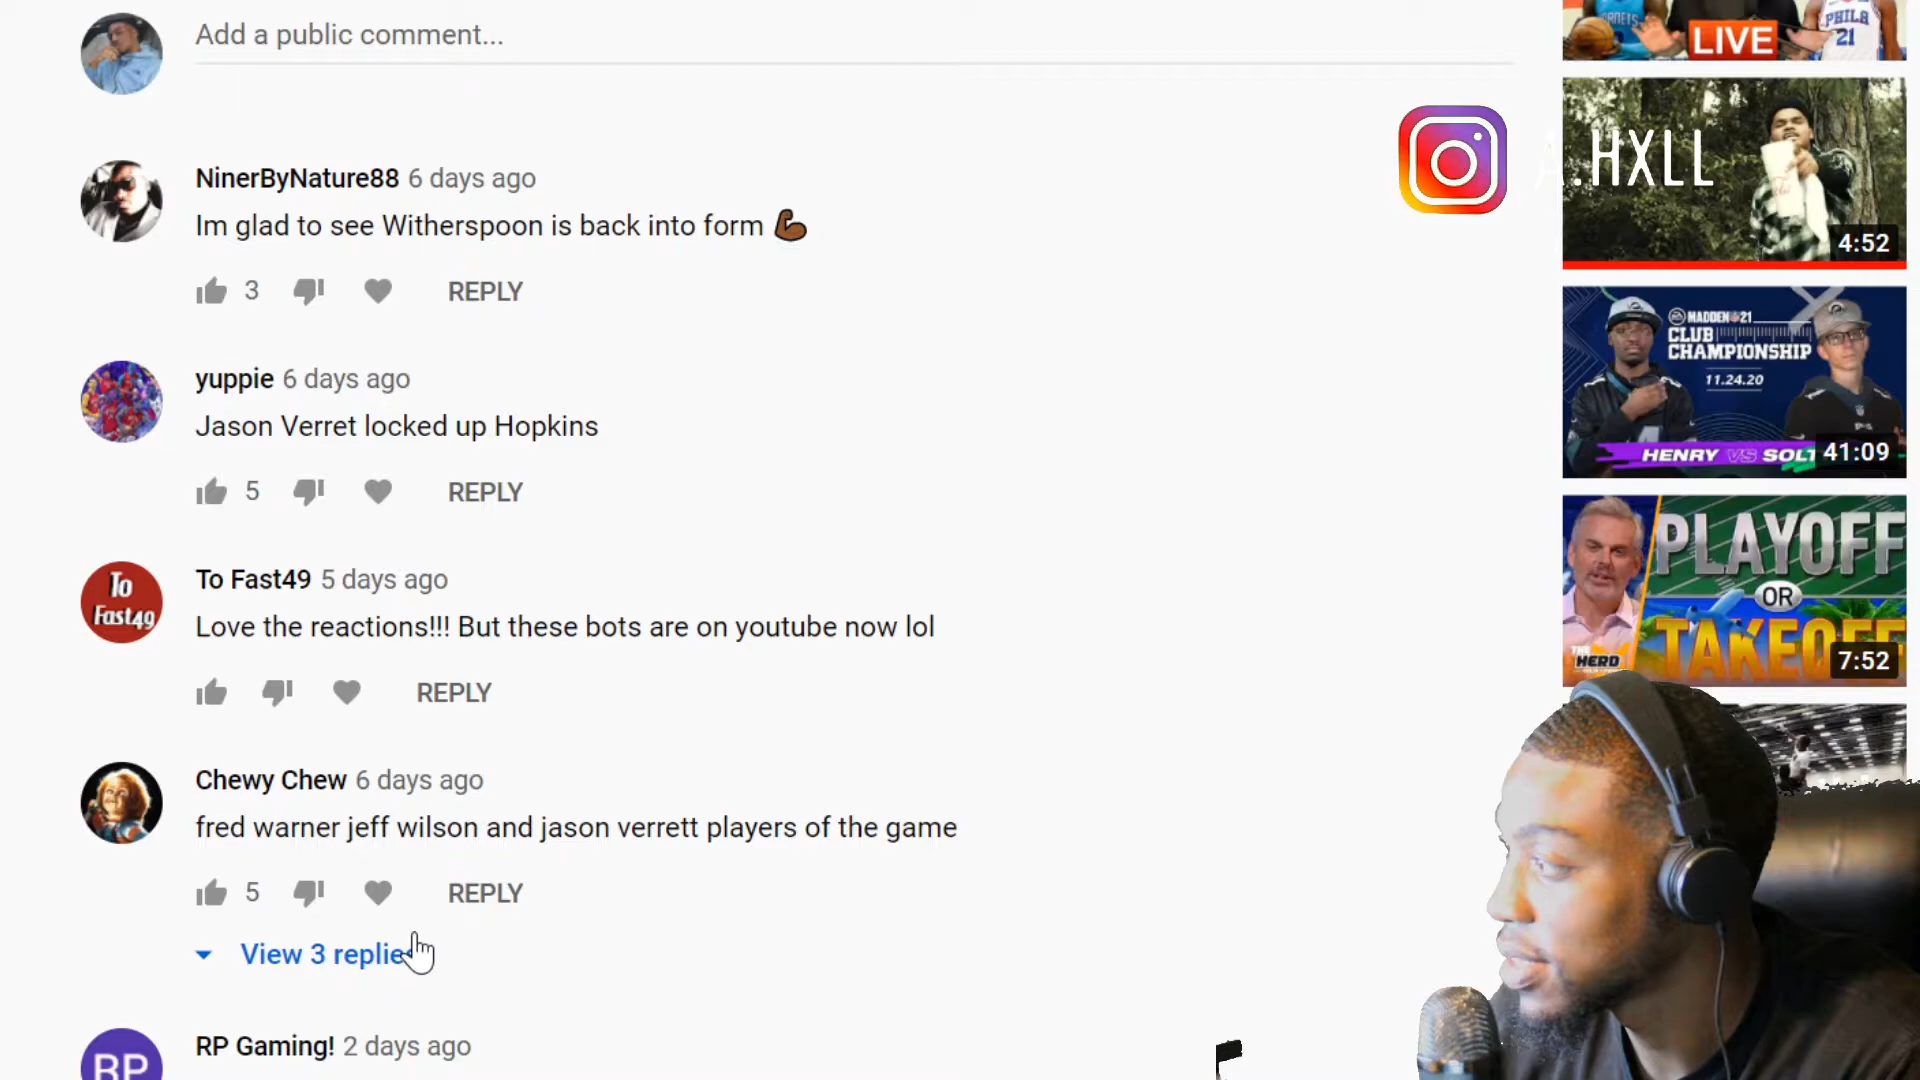 Add a public comment...
NinerByNature88 6 days ago
Im glad to see Witherspoon is back into form 💪🏾
3 REPLY
yuppie 6 days ago
Jason Verret locked up Hopkins
5 REPLY
To Fast49 5 days ago
Love the reactions!!! But these bots are on youtube now lol
REPLY
Chewy Chew 6 days ago
fred warner jeff wilson and jason verrett players of the game
5 REPLY
View 3 replie
RP Gaming! 2 days ago
To
Fast49
RP
LIVE
PHILA
21
A.HXLL
4:52
MADDEN 21
CLUB
CHAMPIONSHIP
11.24.20
HENRY VS SOLT
41:09
PLAYOFF
OR
TAKEOFF
THE
HERD
7:52